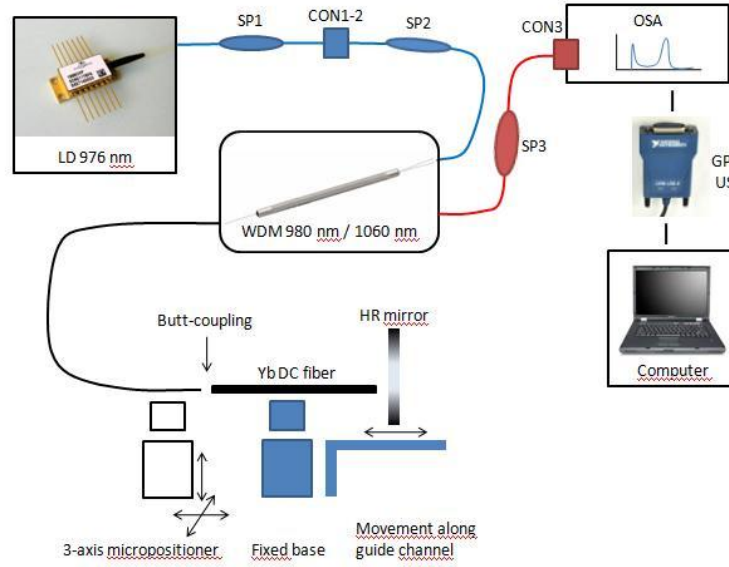 SP1
CON1-2
SP2
CON3
OSA
LD 976 nm
SP3
GP
US
WDM 980 nm / 1060 nm
Butt-coupling
HR mirror
Yb DC fiber
Computer
3-axis micropositioner
Fixed base
Movement along
guide channel